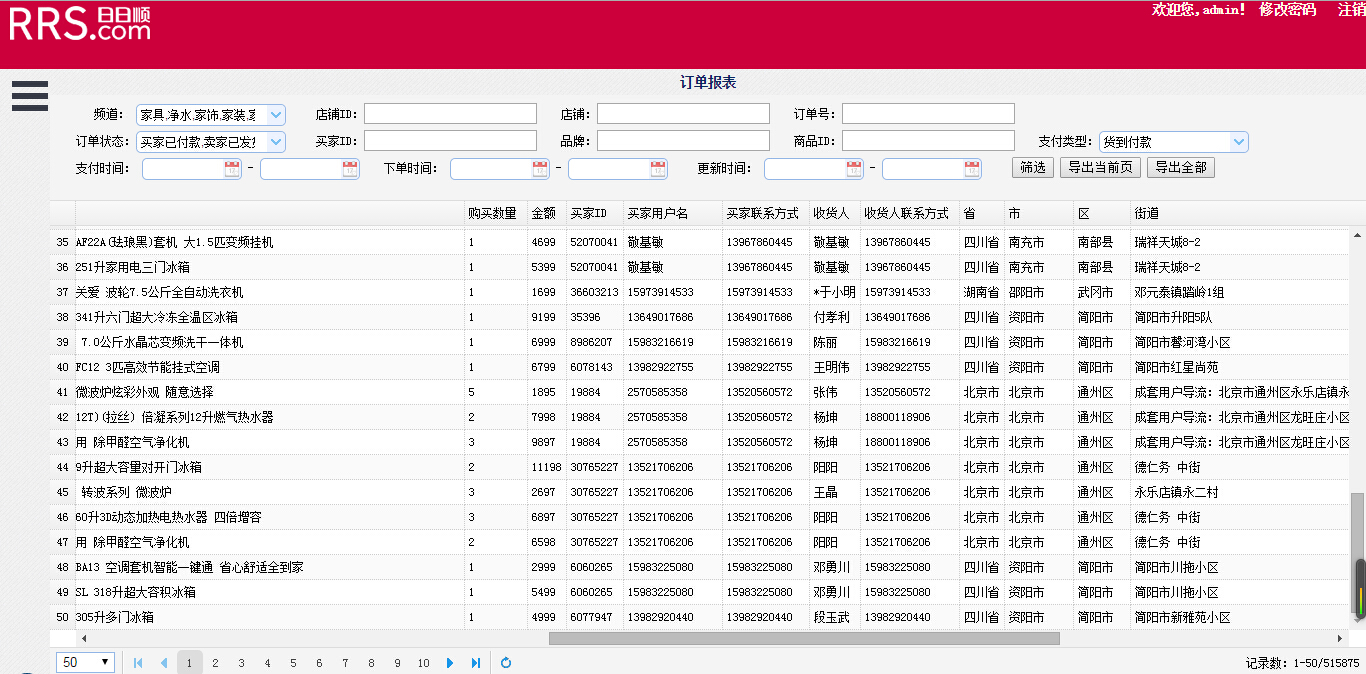 RRS.com 日日顺
欢迎您,admin! 修改密码 注销
订单报表
频道: 家具,净水,家饰,家装, 店铺ID: 店铺: 订单号:
订单状态: 买家已付款,卖家已发 买家ID: 品牌: 商品ID: 支付类型: 货到付款
支付时间: - 下单时间: - 更新时间: - 筛选 导出当前页 导出全部
购买数量 金额 买家ID 买家用户名 买家联系方式 收货人 收货人联系方式 省 市 区 街道
35 AF22A(珐琅黑)套机 大1.5匹变频挂机 1 4699 52070041 敬基敏 13967860445 敬基敏 13967860445 四川省 南充市 南部县 瑞祥天城8-2
36 251升家用电三门冰箱 1 5399 52070041 敬基敏 13967860445 敬基敏 13967860445 四川省 南充市 南部县 瑞祥天城8-2
37 关爱 波轮7.5公斤全自动洗衣机 1 1699 36603213 15973914533 15973914533 *于小明 15973914533 湖南省 邵阳市 武冈市 邓元泰镇蹈岭1组
38 341升六门超大冷冻全温区冰箱 1 9199 35396 13649017686 13649017686 付孝利 13649017686 四川省 资阳市 简阳市 简阳市升阳5队
39 7.0公斤水晶芯变频洗干一体机 1 6999 8986207 15983216619 15983216619 陈丽 15983216619 四川省 资阳市 简阳市 简阳市馨河湾小区
40 FC12 3匹高效节能挂式空调 1 6799 6078143 13982922755 13982922755 王明伟 13982922755 四川省 资阳市 简阳市 简阳市红星尚苑
41 微波炉炫彩外观 随意选择 5 1895 19884 2570585358 13520560572 张伟 13520560572 北京市 北京市 通州区 成套用户导流: 北京市通州区永乐店镇永
42 12T)(拉丝) 倍凝系列12升燃气热水器 2 7998 19884 2570585358 13520560572 杨坤 18800118906 北京市 北京市 通州区 成套用户导流: 北京市通州区龙旺庄小区
43 用 除甲醛空气净化机 3 9897 19884 2570585358 13520560572 杨坤 18800118906 北京市 北京市 通州区 成套用户导流: 北京市通州区龙旺庄小区
44 9升超大容量对开门冰箱 2 11198 30765227 13521706206 13521706206 阳阳 13521706206 北京市 北京市 通州区 德仁务 中街
45 转波系列 微波炉 3 2697 30765227 13521706206 13521706206 王晶 13521706206 北京市 北京市 通州区 永乐店镇永二村
46 60升3D动态加热电热水器 四倍增容 3 6897 30765227 13521706206 13521706206 阳阳 13521706206 北京市 北京市 通州区 德仁务 中街
47 用 除甲醛空气净化机 2 6598 30765227 13521706206 13521706206 阳阳 13521706206 北京市 北京市 通州区 德仁务 中街
48 BA13 空调套机智能一键通 省心舒适全到家 1 2999 6060265 15983225080 15983225080 邓勇川 15983225080 四川省 资阳市 简阳市 简阳市川拖小区
49 SL 318升超大容积冰箱 1 5499 6060265 15983225080 15983225080 邓勇川 15983225080 四川省 资阳市 简阳市 简阳市川拖小区
50 305升多门冰箱 1 4999 6077947 13982920440 13982920440 段玉武 13982920440 四川省 资阳市 简阳市 简阳市新雅苑小区
50 1 2 3 4 5 6 7 8 9 10 记录数: 1-50/515875